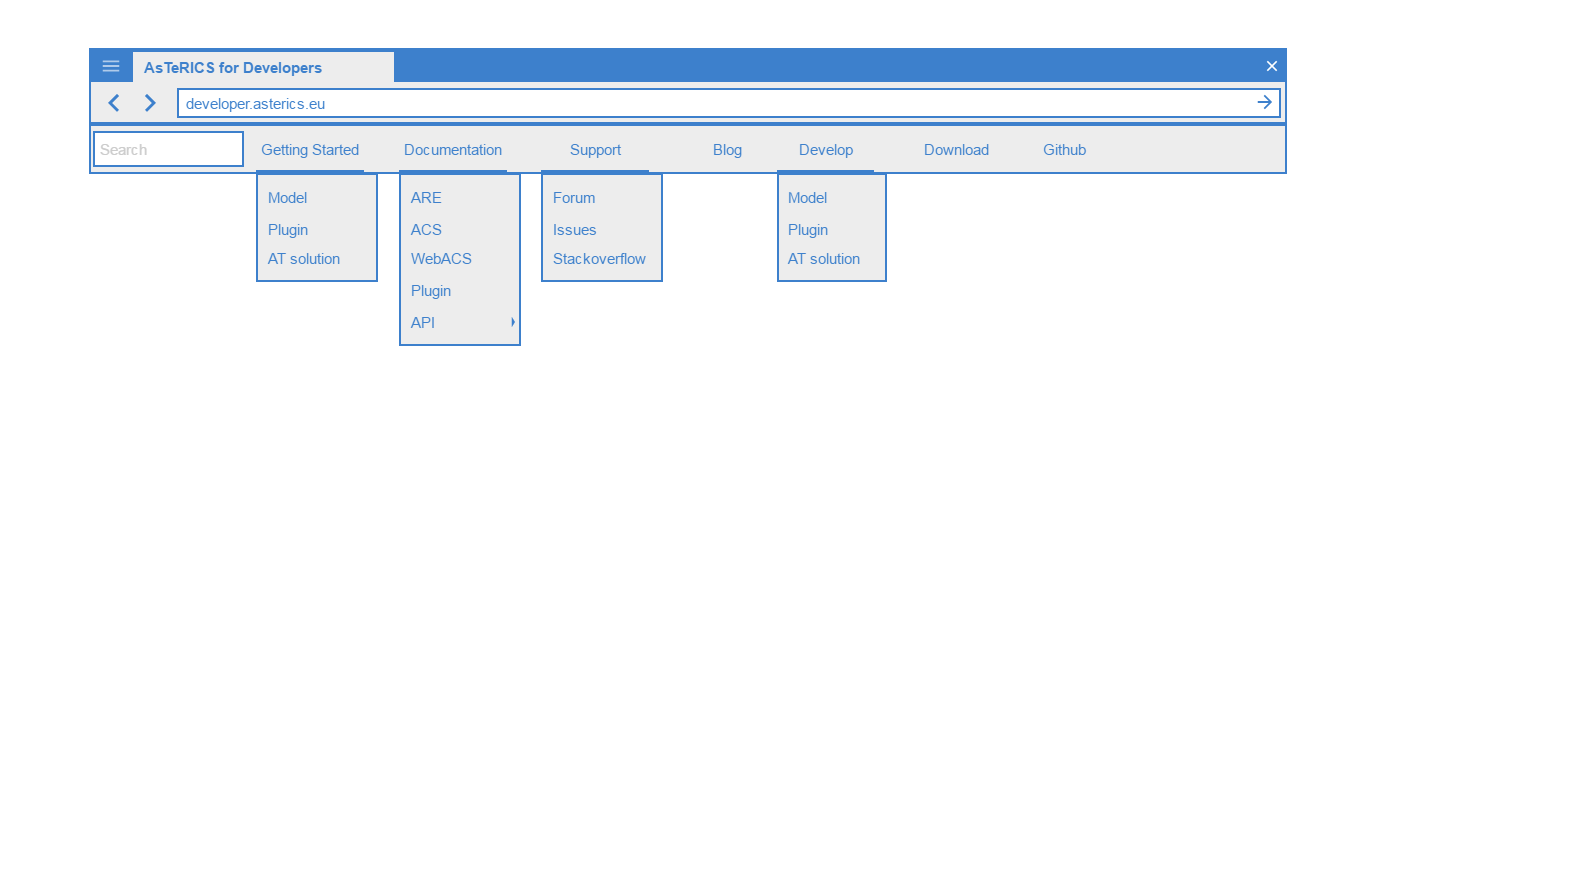 AsTeRICS for Developers
developer.asterics.eu
Search
Getting Started
Documentation
Support
Blog
Develop
Download
Github
Model
Plugin
AT solution
ARE
ACS
WebACS
Plugin
API
Forum
Issues
Stackoverflow
Model
Plugin
AT solution